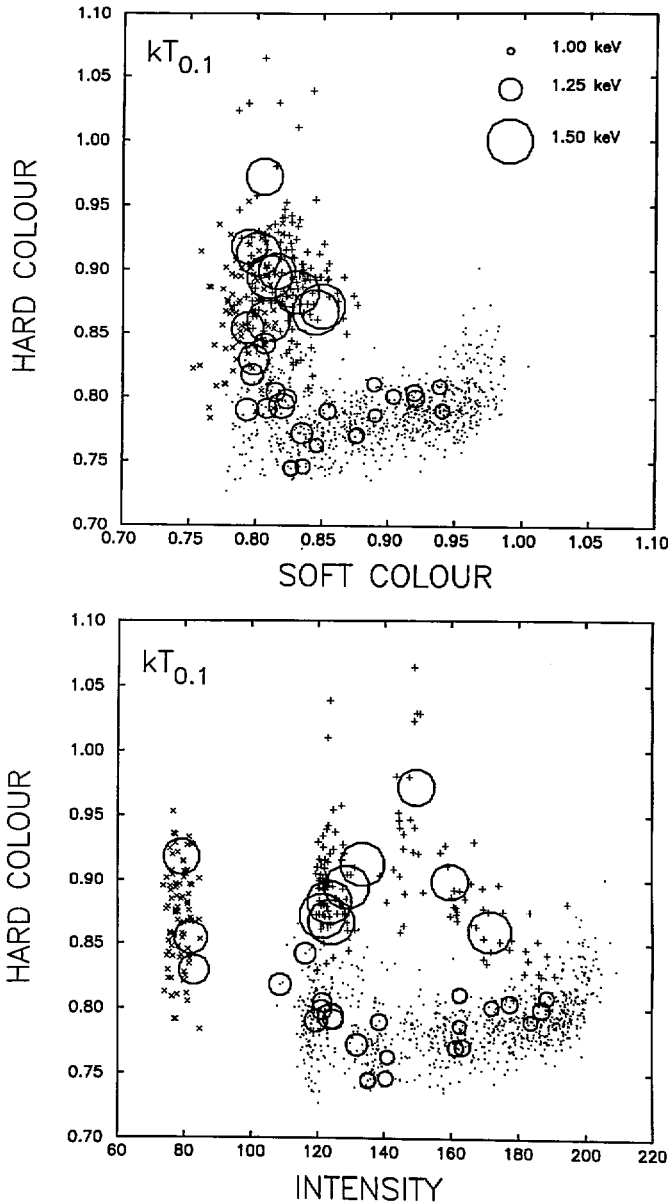 kT0.1
1.00 keV
1.25 keV
1.50 keV
1.10
1.05
1.00
0.95
0.90
0.85
0.80
0.75
0.70
HARD COLOUR
0.70 0.75 0.80 0.85 0.90 0.95 1.00 1.05 1.10
SOFT COLOUR
kT0.1
1.10
1.05
1.00
0.95
0.90
0.85
0.80
0.75
0.70
HARD COLOUR
60 80 100 120 140 160 180 200 220
INTENSITY